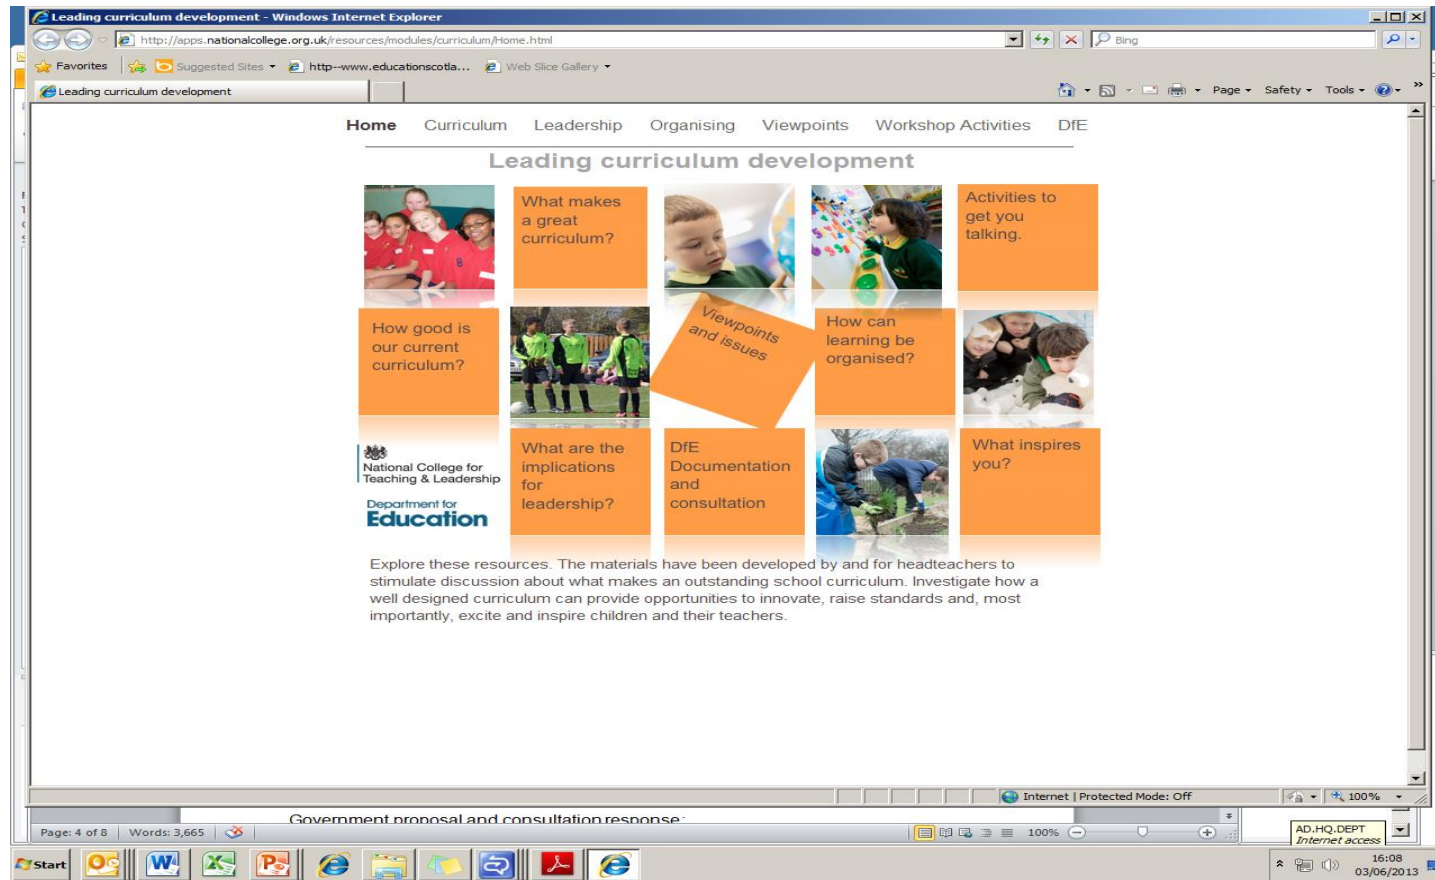 Leading curriculum development - Windows Internet Explorer
http://apps.nationalcollege.org.uk/resources/modules/curriculum/Home.html
Bing
Favorites
Suggested Sites
http--www.educationscotla...
Web Slice Gallery
Leading curriculum development
Page
Safety
Tools
Home Curriculum Leadership Organising Viewpoints Workshop Activities DfE
Leading curriculum development
What makes
a great
curriculum?
Activities to
get you
talking.
How good is
our current
curriculum?
Viewpoints
and issues
How can
learning be
organised?
National College for
Teaching & Leadership
Department for
Education
What are the
implications
for
leadership?
DfE
Documentation
and
consultation
What inspires
you?
Explore these resources. The materials have been developed by and for headteachers to
stimulate discussion about what makes an outstanding school curriculum. Investigate how a
well designed curriculum can provide opportunities to innovate, raise standards and, most
importantly, excite and inspire children and their teachers.
Internet | Protected Mode: Off
100%
Government proposal and consultation response:
Page: 4 of 8
Words: 3,665
100%
AD.HQ.DEPT
Internet access
Start
16:08
03/06/2013